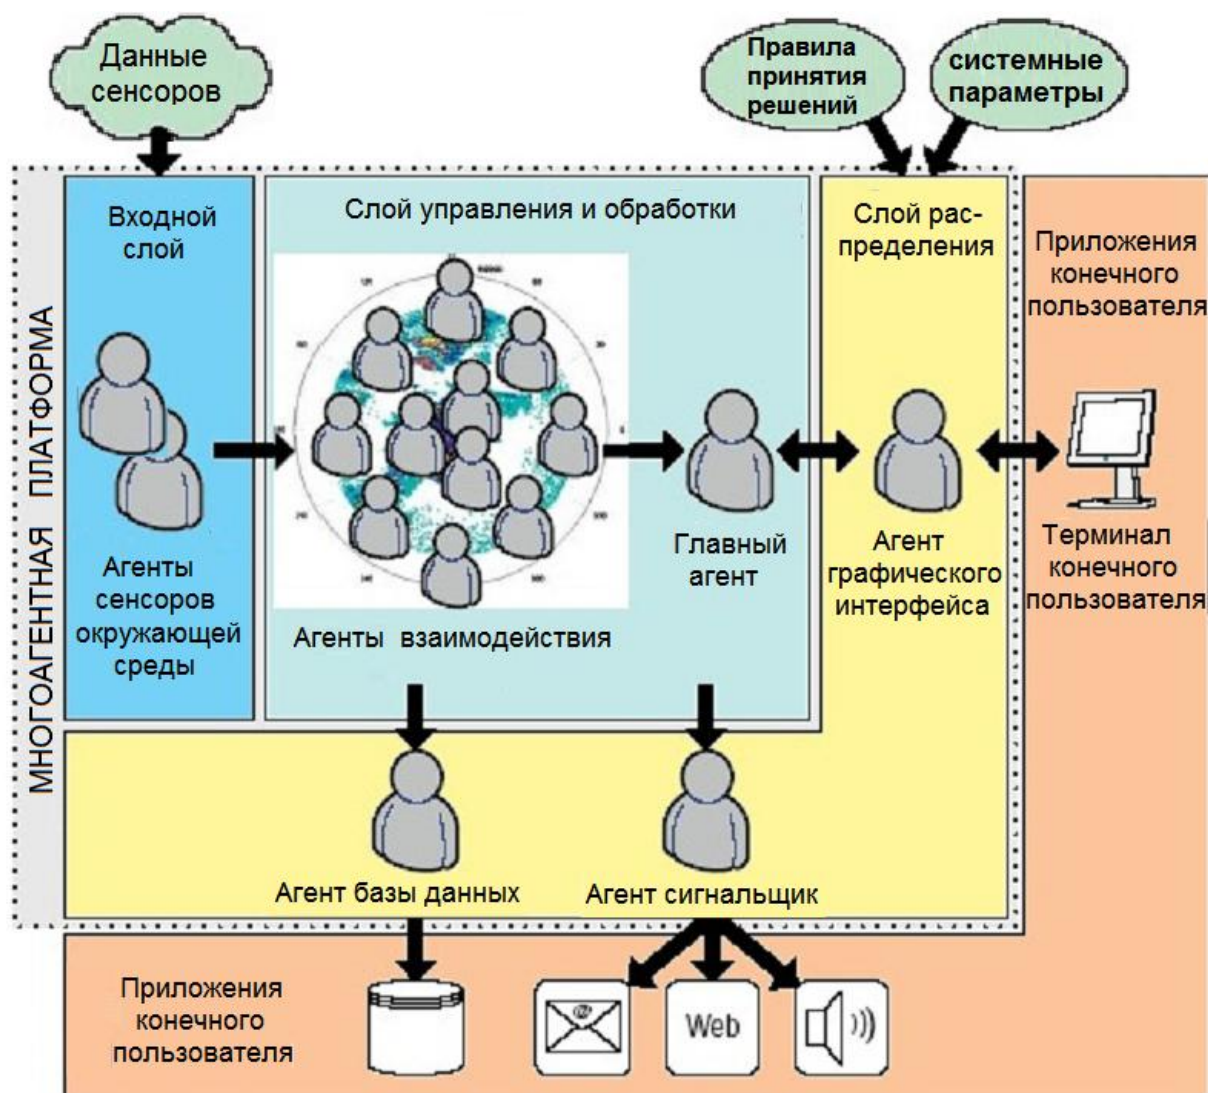 Данные
сенсоров
Правила
принятия
решений
системные
параметры
МНОГОАГЕНТНАЯ ПЛАТФОРМА
Входной
слой
Слой управления и обработки
Слой рас-
пределения
Приложения
конечного
пользователя
Агенты
сенсоров
окружающей
среды
Агенты взаимодействия
Главный
агент
Агент
графического
интерфейса
Терминал
конечного
пользователя
Агент базы данных
Агент сигнальщик
Приложения
конечного
пользователя
@
Web